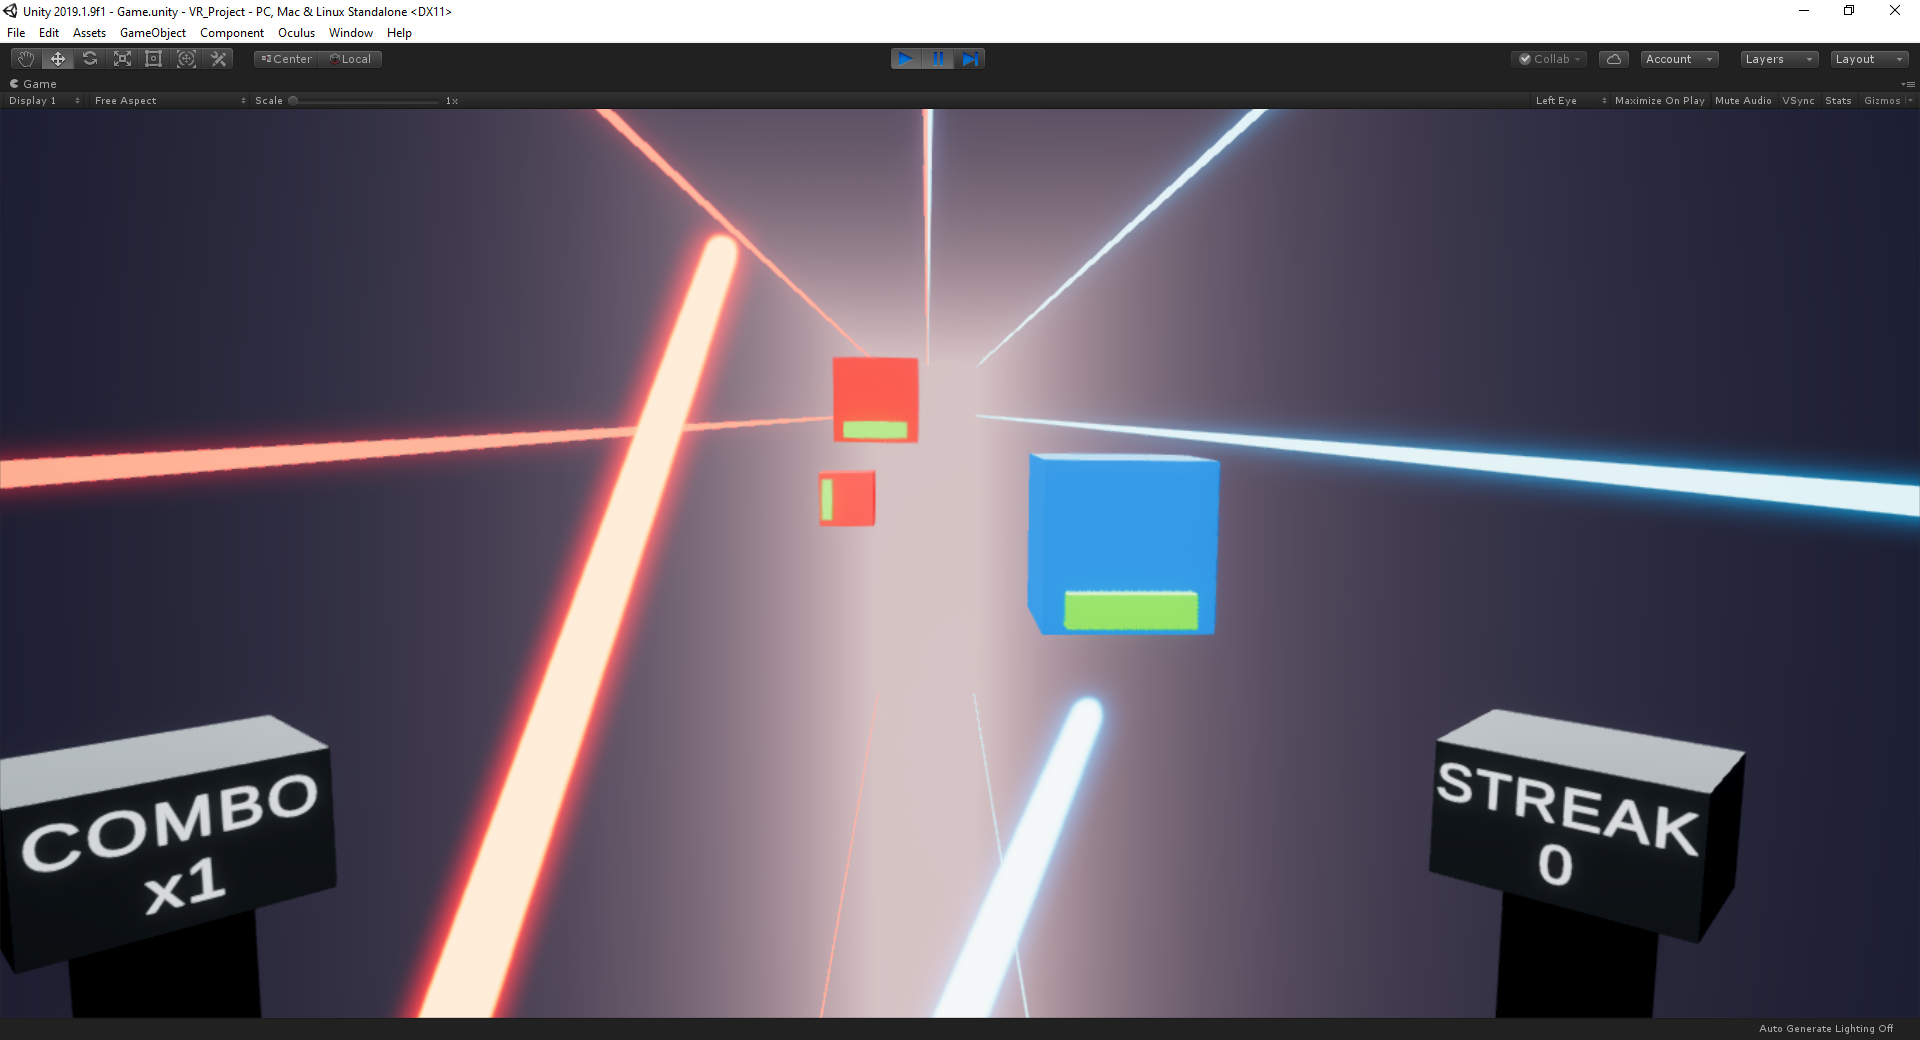 Unity 2019.1.9f1 - Game.unity - VR_Project - PC, Mac & Linux Standalone <DX11>
File Edit Assets GameObject Component Oculus Window Help
Center Local Collab Account Layers Layout
Game
Display 1 Free Aspect Scale 1x Left Eye Maximize On Play Mute Audio VSync Stats Gizmos
COMBO
x1
STREAK
0
Auto Generate Lighting Off